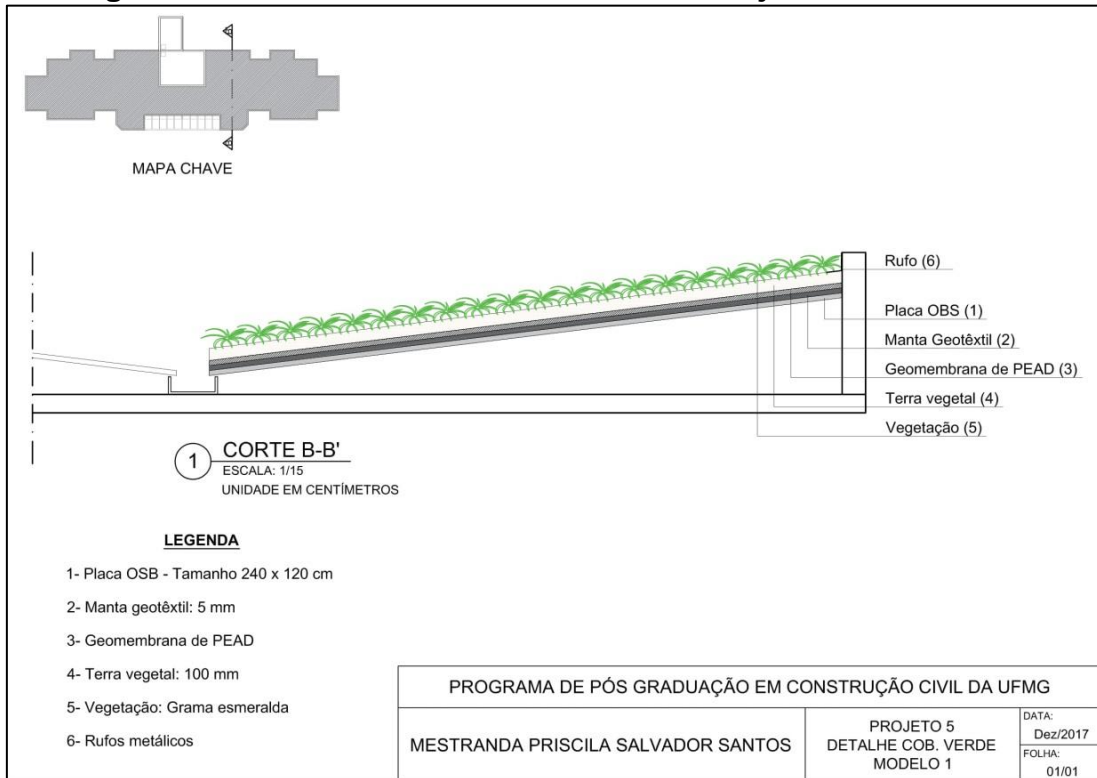 MAPA CHAVE
Rufo (6)
Placa OBS (1)
Manta Geotêxtil (2)
Geomembrana de PEAD (3)
Terra vegetal (4)
Vegetação (5)
1
CORTE B-B'
ESCALA: 1/15
UNIDADE EM CENTÍMETROS
LEGENDA
1- Placa OSB - Tamanho 240 x 120 cm
2- Manta geotêxtil: 5 mm
3- Geomembrana de PEAD
4- Terra vegetal: 100 mm
5- Vegetação: Grama esmeralda
6- Rufos metálicos
PROGRAMA DE PÓS GRADUAÇÃO EM CONSTRUÇÃO CIVIL DA UFMG
MESTRANDA PRISCILA SALVADOR SANTOS
PROJETO 5
DETALHE COB. VERDE
MODELO 1
DATA:
Dez/2017
FOLHA:
01/01